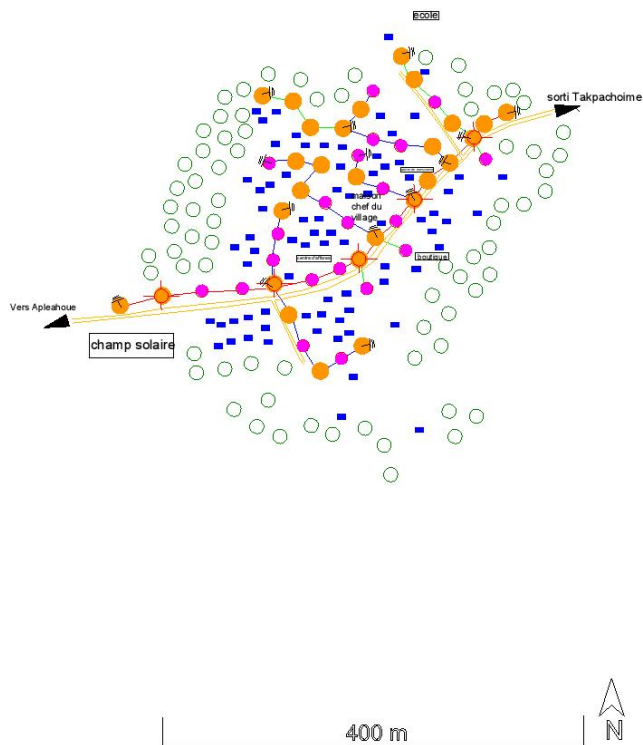 ecole
sorti Takpachoime
maison
chef du
village
boutique
Vers Apleahoue
champ solaire
400 m
N